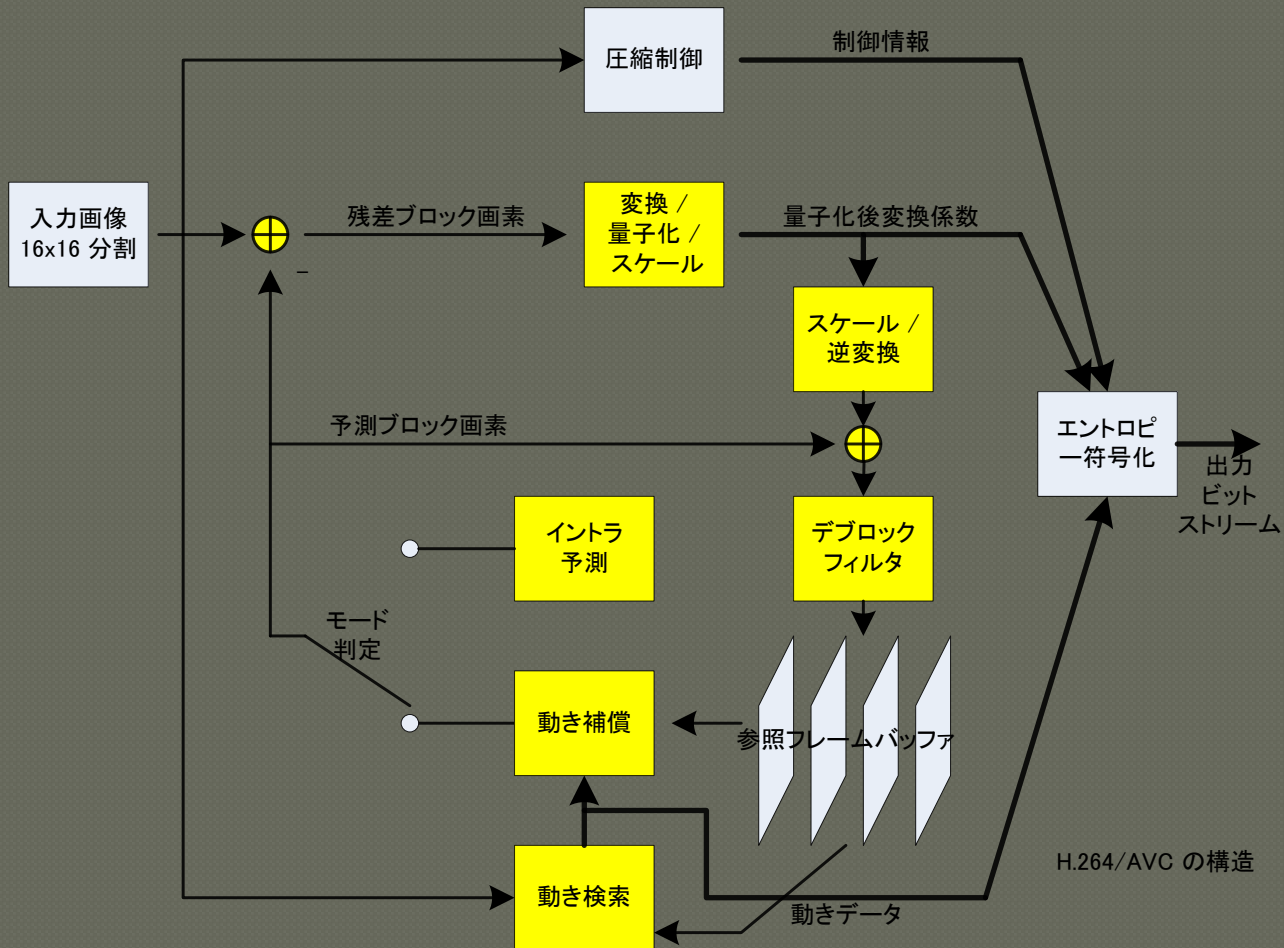 圧縮制御
制御情報
入力画像
16x16 分割
残差ブロック画素
変換 /
量子化 /
スケール
量子化後変換係数
–
スケール /
逆変換
予測ブロック画素
エントロピ
ー符号化
出力
ビット
ストリーム
イントラ
予測
デブロック
フィルタ
モード
判定
動き補償
参照フレームバッファ
H.264/AVC の構造
動き検索
動きデータ